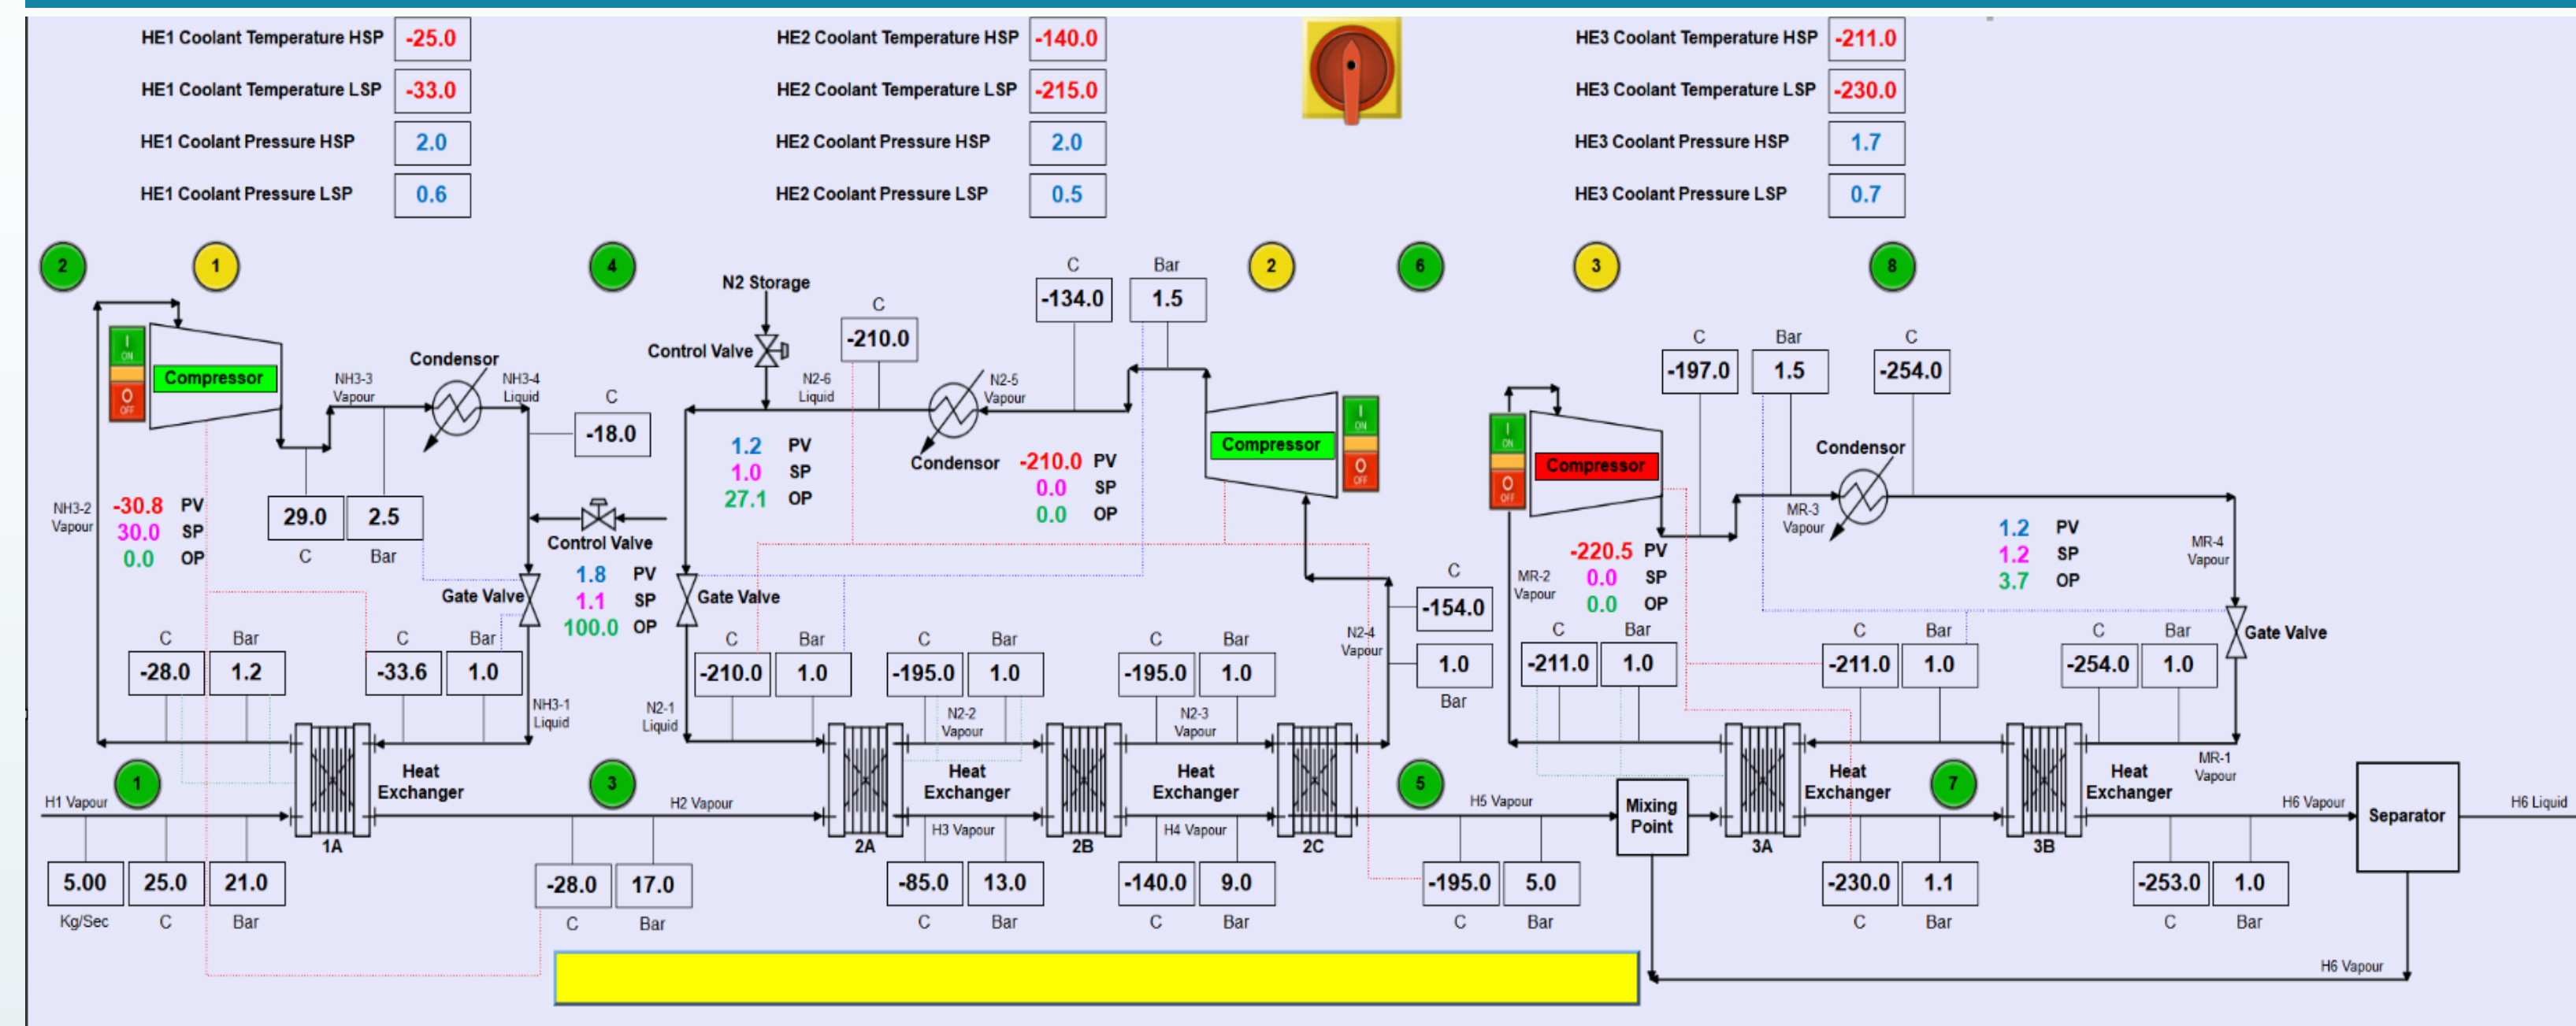 HE1 Coolant Temperature HSP -25.0
HE1 Coolant Temperature LSP -33.0
HE1 Coolant Pressure HSP 2.0
HE1 Coolant Pressure LSP 0.6
HE2 Coolant Temperature HSP -140.0
HE2 Coolant Temperature LSP -215.0
HE2 Coolant Pressure HSP 2.0
HE2 Coolant Pressure LSP 0.5
HE3 Coolant Temperature HSP -211.0
HE3 Coolant Temperature LSP -230.0
HE3 Coolant Pressure HSP 1.7
HE3 Coolant Pressure LSP 0.7
2
1
4
2
6
3
8
I
ON
O
OFF
Compressor
NH3-3
Vapour
Condensor
NH3-4
Liquid
C
-18.0
NH3-2
Vapour
-30.8 PV
30.0 SP
0.0 OP
29.0
C
2.5
Bar
Control Valve
Gate Valve
1.8 PV
1.1 SP
100.0 OP
C
-28.0
Bar
1.2
C
-33.6
Bar
1.0
NH3-1
Liquid
H1 Vapour
1
Heat
Exchanger
1A
5.00
Kg/Sec
25.0
C
21.0
Bar
3
H2 Vapour
-28.0
C
17.0
Bar
N2 Storage
Control Valve
C
-210.0
N2-6
Liquid
Condensor
N2-5
Vapour
C
-134.0
Bar
1.5
1.2 PV
1.0 SP
27.1 OP
-210.0 PV
0.0 SP
0.0 OP
Compressor
I
ON
O
OFF
Gate Valve
C
-210.0
Bar
1.0
C
-195.0
Bar
1.0
C
-195.0
Bar
1.0
N2-1
Liquid
N2-2
Vapour
N2-3
Vapour
N2-4
Vapour
C
-154.0
1.0
Bar
2A
Heat
Exchanger
H3 Vapour
2B
Heat
Exchanger
H4 Vapour
2C
-85.0
C
13.0
Bar
-140.0
C
9.0
Bar
5
H5 Vapour
-195.0
C
5.0
Bar
Mixing
Point
I
ON
O
OFF
Compressor
C
-197.0
Bar
1.5
C
-254.0
Condensor
MR-3
Vapour
-220.5 PV
0.0 SP
0.0 OP
MR-2
Vapour
1.2 PV
1.2 SP
3.7 OP
MR-4
Vapour
Gate Valve
C
-211.0
Bar
1.0
C
-211.0
Bar
1.0
C
-254.0
Bar
1.0
MR-1
Vapour
3A
Heat
Exchanger
7
3B
Heat
Exchanger
-230.0
C
1.1
Bar
-253.0
C
1.0
Bar
H6 Vapour
Separator
H6 Liquid
H6 Vapour